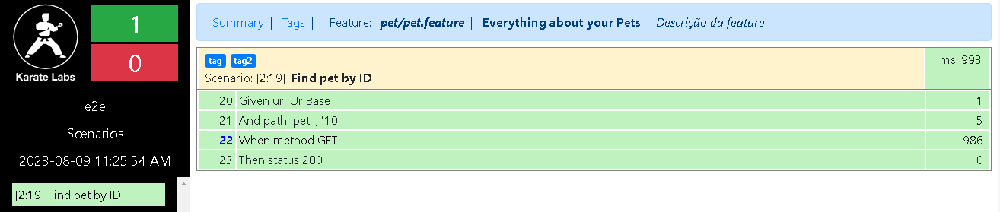 Karate Labs
1
0
e2e
Scenarios
2023-08-09 11:25:54 AM
[2:19] Find pet by ID
Summary | Tags | Feature: pet/pet.feature | Everything about your Pets Descrição da feature
tag tag2
Scenario: [2:19] Find pet by ID ms: 993
20 Given url UrlBase 1
21 And path 'pet' , '10' 5
22 When method GET 986
23 Then status 200 0